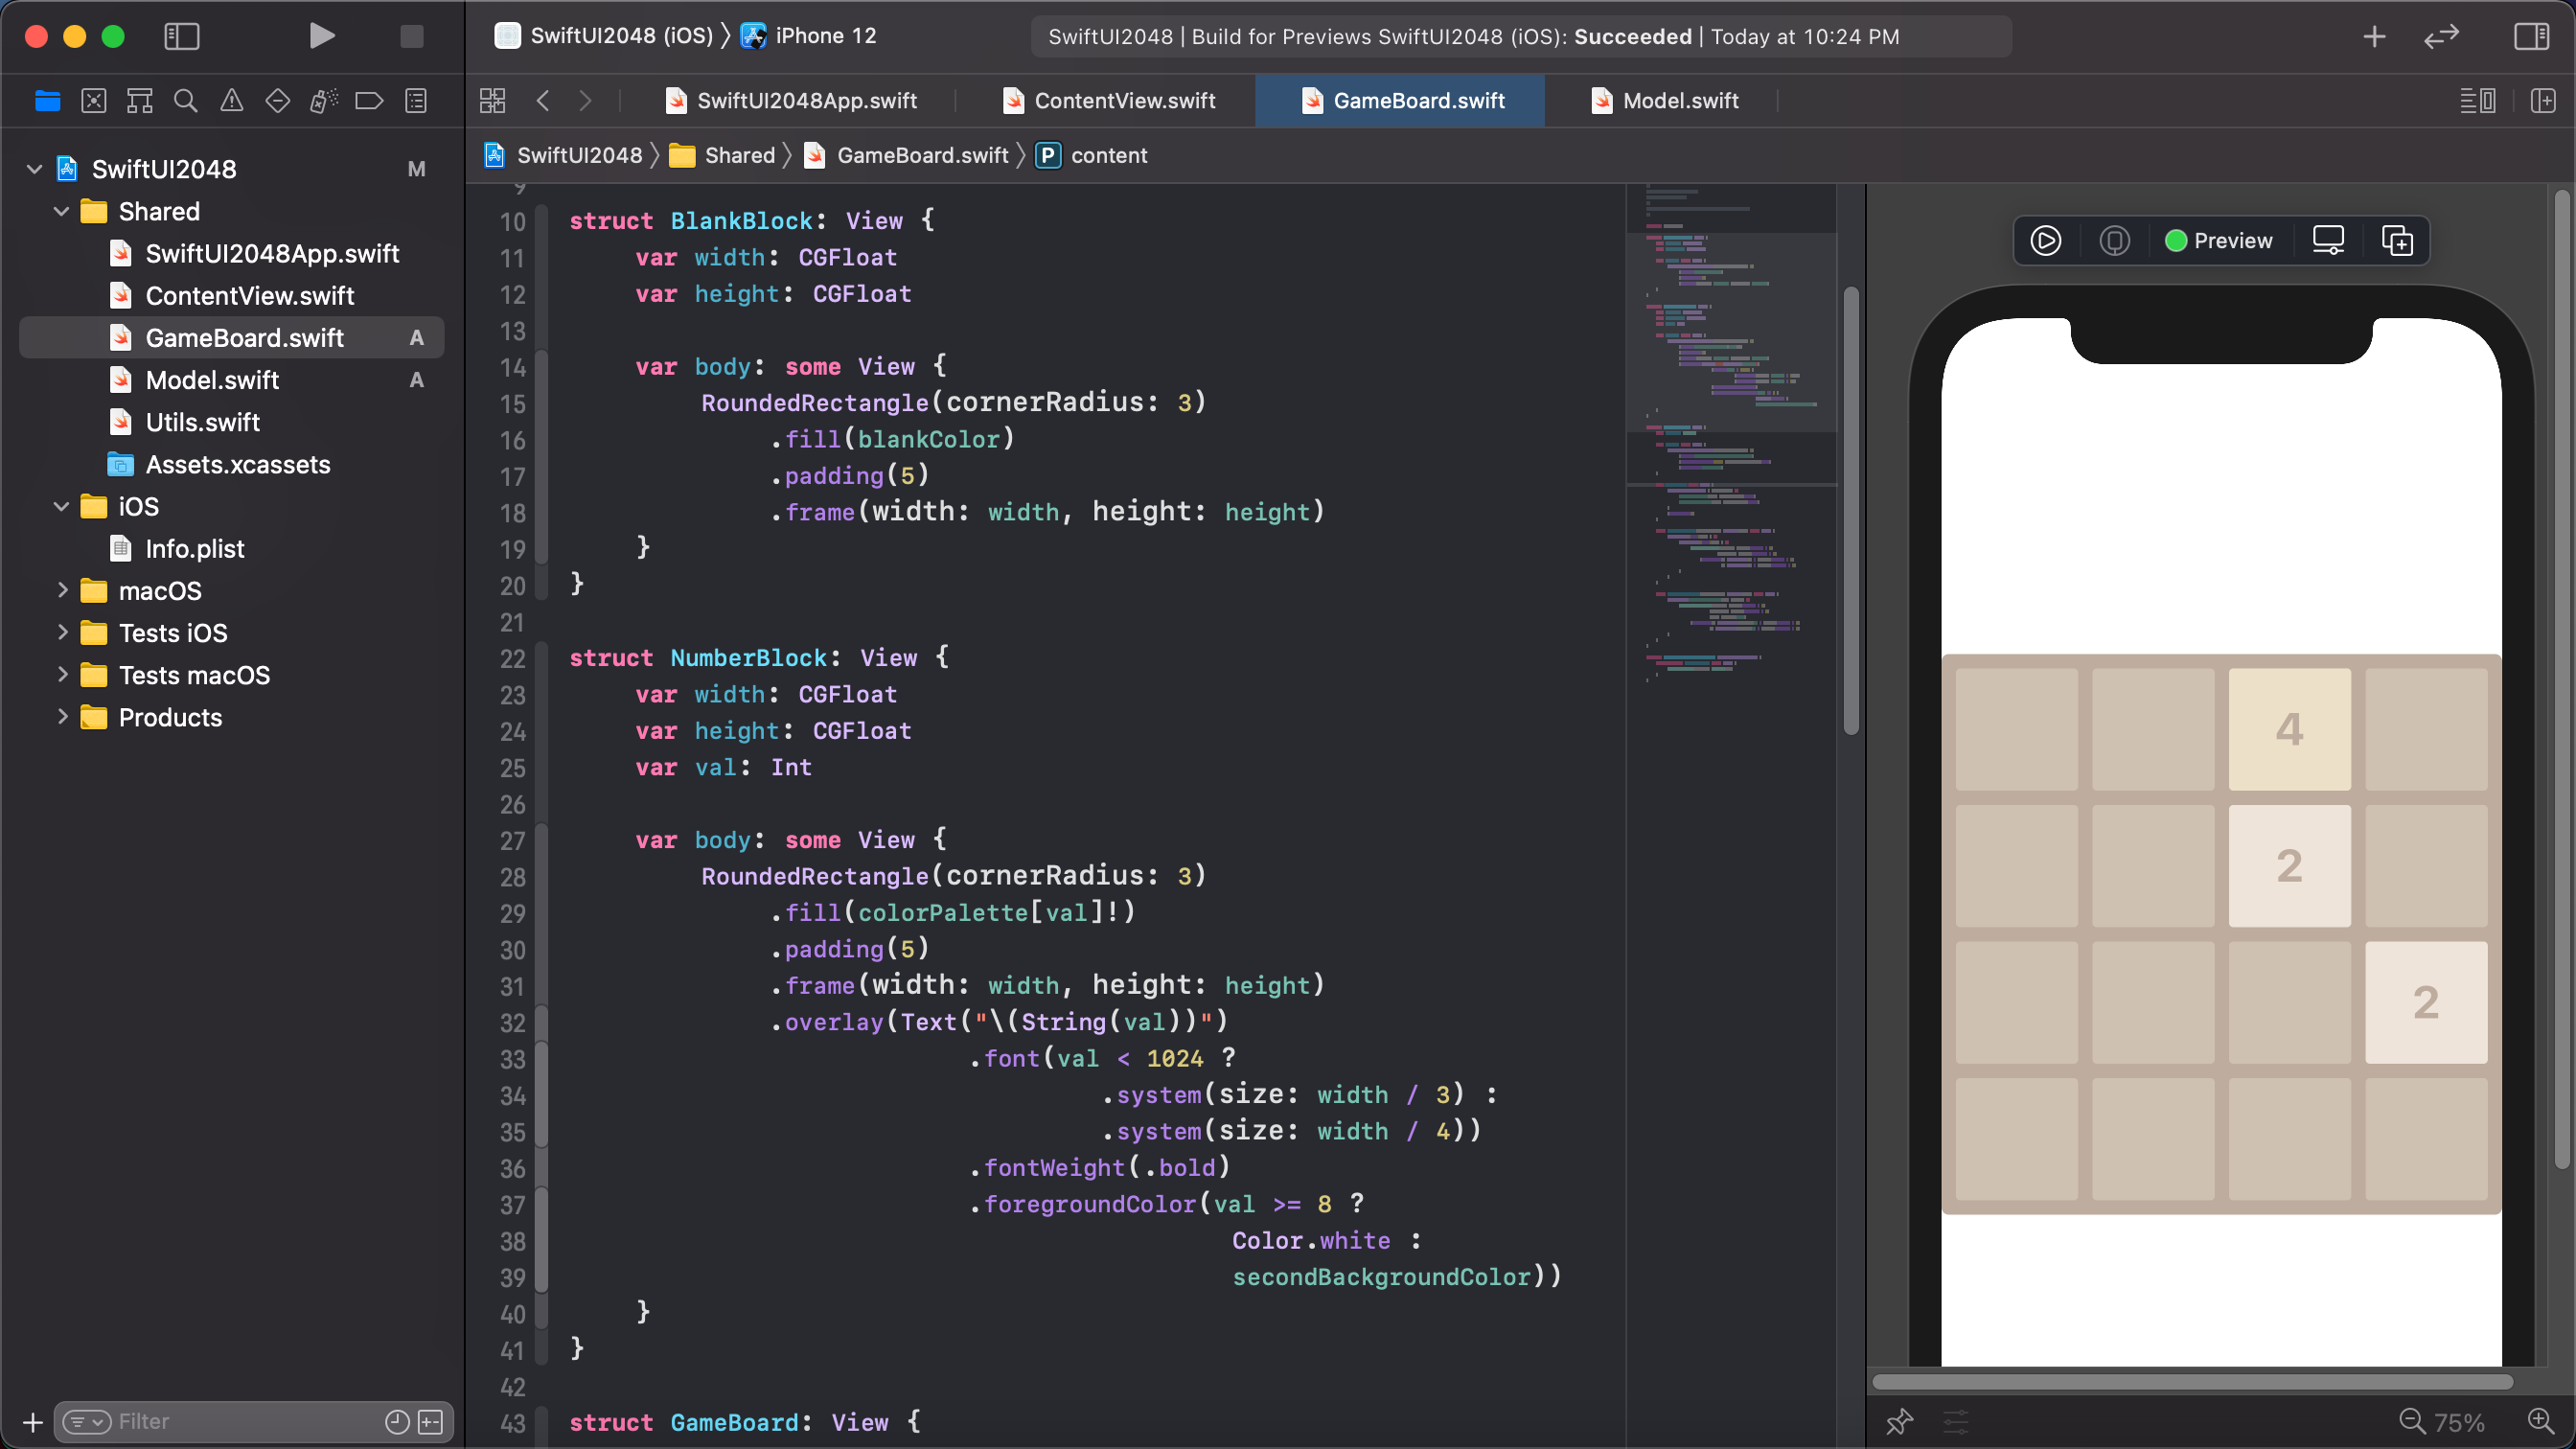 SwiftUI2048 (iOS) 〉 iPhone 12
SwiftUI2048 | Build for Previews SwiftUI2048 (iOS): Succeeded | Today at 10:24 PM
SwiftUI2048App.swift
ContentView.swift
GameBoard.swift
Model.swift
SwiftUI2048 〉 Shared 〉 GameBoard.swift 〉 P content
SwiftUI2048 M
Shared
SwiftUI2048App.swift
ContentView.swift
GameBoard.swift A
Model.swift A
Utils.swift
Assets.xcassets
iOS
Info.plist
macOS
Tests iOS
Tests macOS
Products
Filter
9
10 struct BlankBlock: View {
11 var width: CGFloat
12 var height: CGFloat
13
14 var body: some View {
15 RoundedRectangle(cornerRadius: 3)
16 .fill(blankColor)
17 .padding(5)
18 .frame(width: width, height: height)
19 }
20 }
21
22 struct NumberBlock: View {
23 var width: CGFloat
24 var height: CGFloat
25 var val: Int
26
27 var body: some View {
28 RoundedRectangle(cornerRadius: 3)
29 .fill(colorPalette[val]!)
30 .padding(5)
31 .frame(width: width, height: height)
32 .overlay(Text("\(String(val))")
33 .font(val < 1024 ?
34 .system(size: width / 3) :
35 .system(size: width / 4))
36 .fontWeight(.bold)
37 .foregroundColor(val >= 8 ?
38 Color.white :
39 secondBackgroundColor))
40 }
41 }
42
43 struct GameBoard: View {
Preview
4
2
2
75%